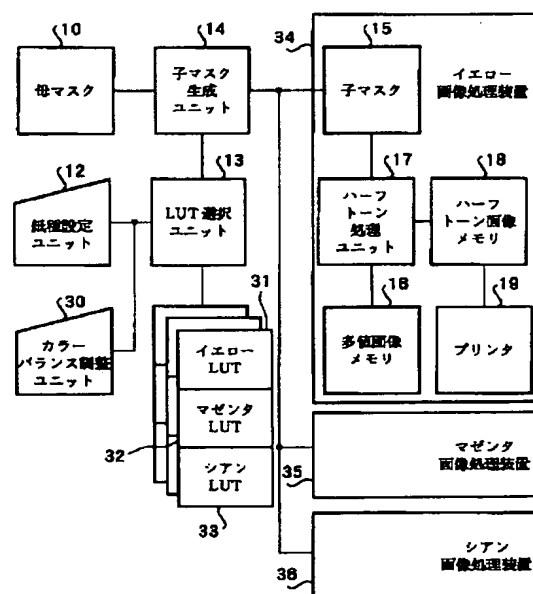 10
母マスク
14
子マスク
生成
ユニット
34
15
子マスク
イエロー
画像処理装置
12
紙種設定
ユニット
13
LUT選択
ユニット
17
ハーフ
トーン
処理
ユニット
18
ハーフ
トーン画像
メモリ
30
カラー
バランス調整
ユニット
31
イエロー
LUT
マゼンタ
LUT
シアン
LUT
32
33
16
多値画像
メモリ
19
プリンタ
マゼンタ
画像処理装置
35
シアン
画像処理装置
36